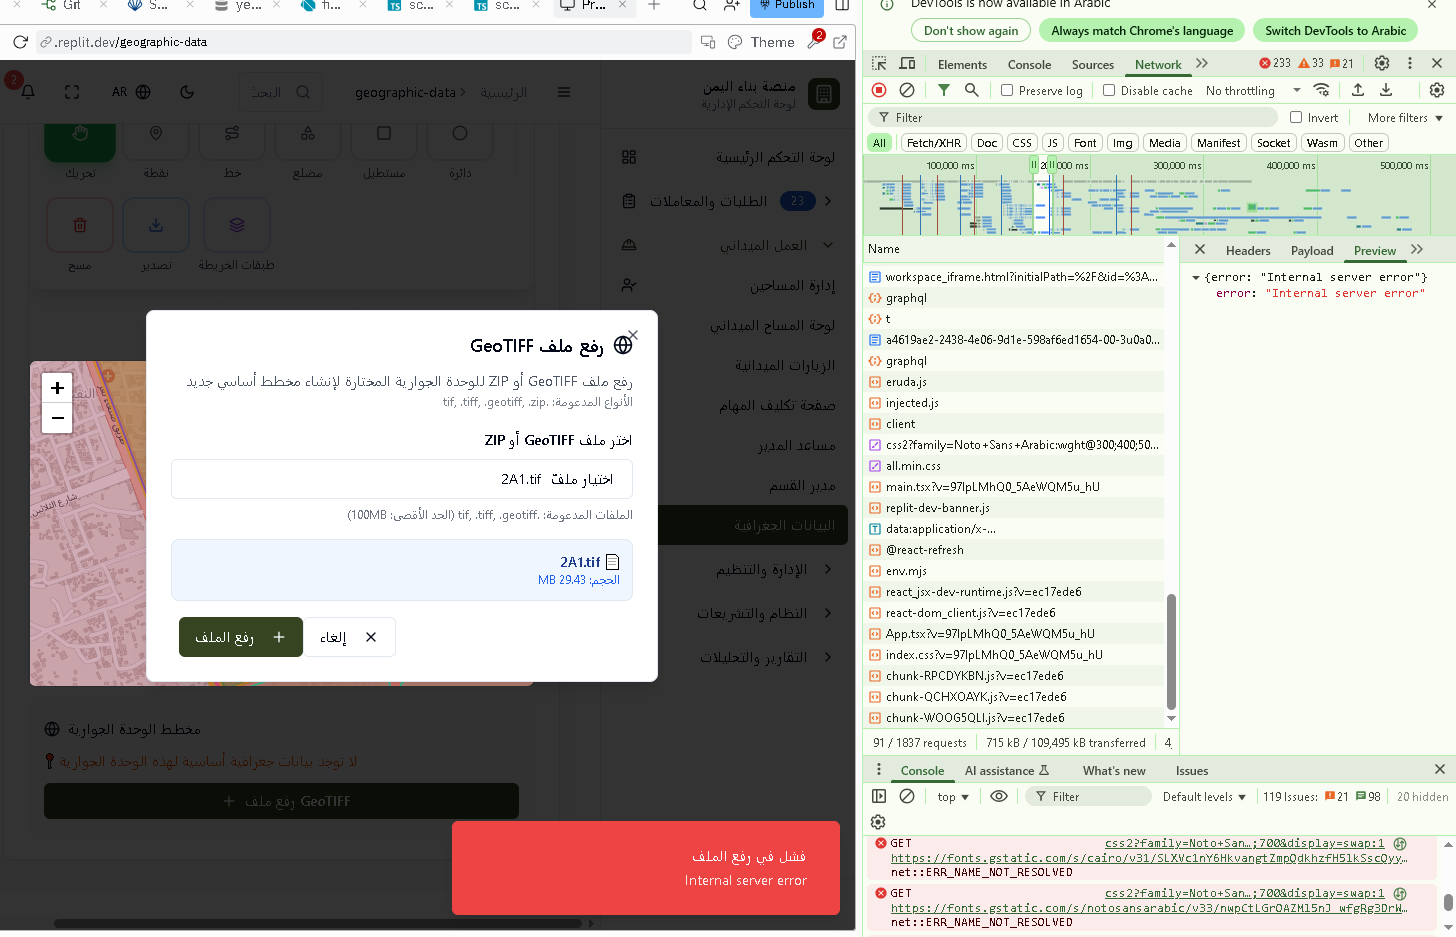 Git
S...
ye...
fi...
sc...
sc...
Pr...
Publish
.replit.dev/geographic-data
Theme
2
2
AR
البحث
geographic-data
الرئيسية
منصة بناء اليمن
لوحة التحكم الإدارية
تحريك
نقطة
خط
مضلع
مستطيل
دائرة
مسح
تصدير
طبقات الخريطة
لوحة التحكم الرئيسية
الطلبات والمعاملات
23
العمل الميداني
إدارة المساحين
لوحة المساح الميداني
الزيارات الميدانية
صفحة تكليف المهام
مساعد المدير
مدير القسم
البيانات الجغرافية
الإدارة والتنظيم
النظام والتشريعات
التقارير والتحليلات
+
−
رفع ملف GeoTIFF
رفع ملف GeoTIFF أو ZIP للوحدة الجوارية المختارة لإنشاء مخطط أساسي جديد
الأنواع المدعومة: .tif, .tiff, .geotiff, .zip
اختر ملف GeoTIFF أو ZIP
اختيار ملفّ 2A1.tif
الملفات المدعومة: .tif, .tiff, .geotiff (الحد الأقصى: 100MB)
2A1.tif
الحجم: 29.43 MB
رفع الملف
إلغاء
مخطط الوحدة الجوارية
لا توجد بيانات جغرافية أساسية لهذه الوحدة الجوارية
رفع ملف GeoTIFF
فشل في رفع الملف
Internal server error
DevTools is now available in Arabic
Don't show again
Always match Chrome's language
Switch DevTools to Arabic
Elements
Console
Sources
Network
233
33
21
Preserve log
Disable cache
No throttling
Filter
Invert
More filters
All
Fetch/XHR
Doc
CSS
JS
Font
Img
Media
Manifest
Socket
Wasm
Other
100,000 ms
300,000 ms
400,000 ms
500,000 ms
Name
Headers
Payload
Preview
workspace_iframe.html?initialPath=%2F&id=%3A...
graphql
t
a4619ae2-2438-4e06-9d1e-598af6ed1654-00-3u0a0...
graphql
eruda.js
injected.js
client
css2?family=Noto+Sans+Arabic:wght@300;400;50...
all.min.css
main.tsx?v=97lpLMhQ0_5AeWQM5u_hU
replit-dev-banner.js
data:application/x-...
@react-refresh
env.mjs
react_jsx-dev-runtime.js?v=ec17ede6
react-dom_client.js?v=ec17ede6
App.tsx?v=97lpLMhQ0_5AeWQM5u_hU
index.css?v=97lpLMhQ0_5AeWQM5u_hU
chunk-RPCDYKBN.js?v=ec17ede6
chunk-QCHXOAYK.js?v=ec17ede6
chunk-WOOG5QLI.js?v=ec17ede6
{error: "Internal server error"}
error: "Internal server error"
91 / 1837 requests
715 kB / 109,495 kB transferred
Console
AI assistance
What's new
Issues
top
Filter
Default levels
119 Issues:
21
98
20 hidden
GET
css2?family=Noto+San…;700&display=swap:1
https://fonts.gstatic.com/s/cairo/v31/SLXVc1nY6HkvangtZmpQdkhzfH5lkSscQyy…
net::ERR_NAME_NOT_RESOLVED
GET
css2?family=Noto+San…;700&display=swap:1
https://fonts.gstatic.com/s/notosansarabic/v33/nwpCtLGrOAZMl5nJ_wfgRg3DrW…
net::ERR_NAME_NOT_RESOLVED